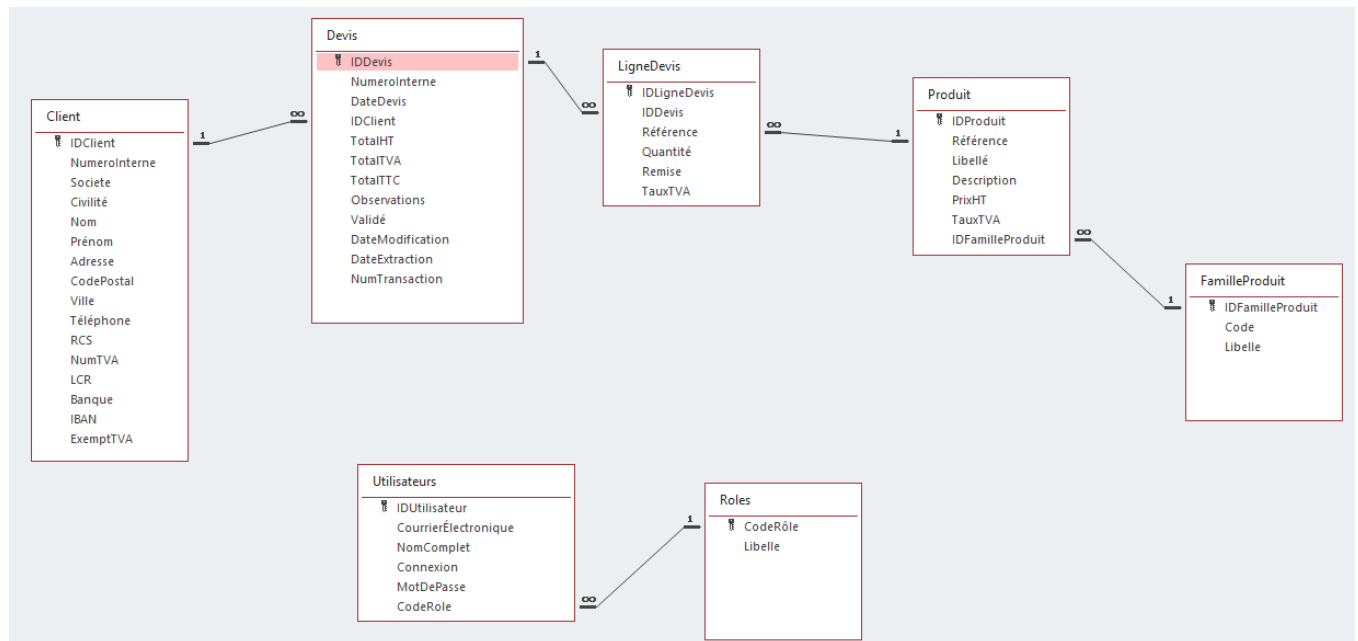 Client
IDClient
NumeroInterne
Societe
Civilité
Nom
Prénom
Adresse
CodePostal
Ville
Téléphone
RCS
NumTVA
LCR
Banque
IBAN
ExemptTVA
1
∞
Devis
IDDevis
NumeroInterne
DateDevis
IDClient
TotalHT
TotalTVA
TotalTTC
Observations
Validé
DateModification
DateExtraction
NumTransaction
1
∞
LigneDevis
IDLigneDevis
IDDevis
Référence
Quantité
Remise
TauxTVA
∞
1
Produit
IDProduit
Référence
Libellé
Description
PrixHT
TauxTVA
IDFamilleProduit
∞
1
FamilleProduit
IDFamilleProduit
Code
Libelle
Utilisateurs
IDUtilisateur
CourrierÉlectronique
NomComplet
Connexion
MotDePasse
CodeRole
∞
1
Roles
CodeRôle
Libelle